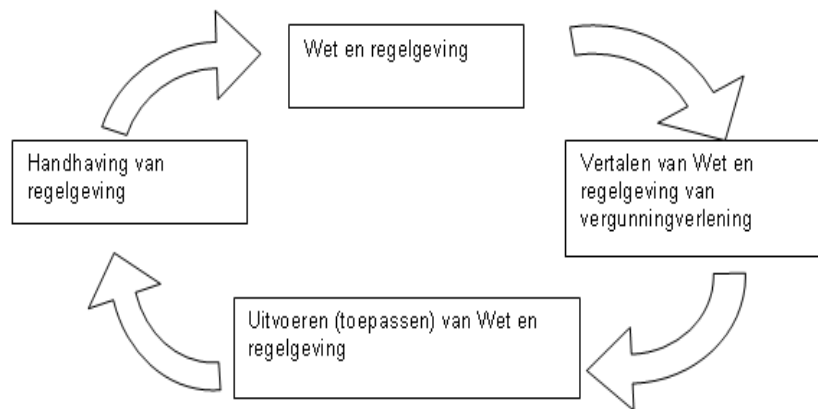 Wet en regelgeving
Handhaving van
regelgeving
Vertalen van Wet en
regelgeving van
vergunningverlening
Uitvoeren (toepassen) van Wet en
regelgeving